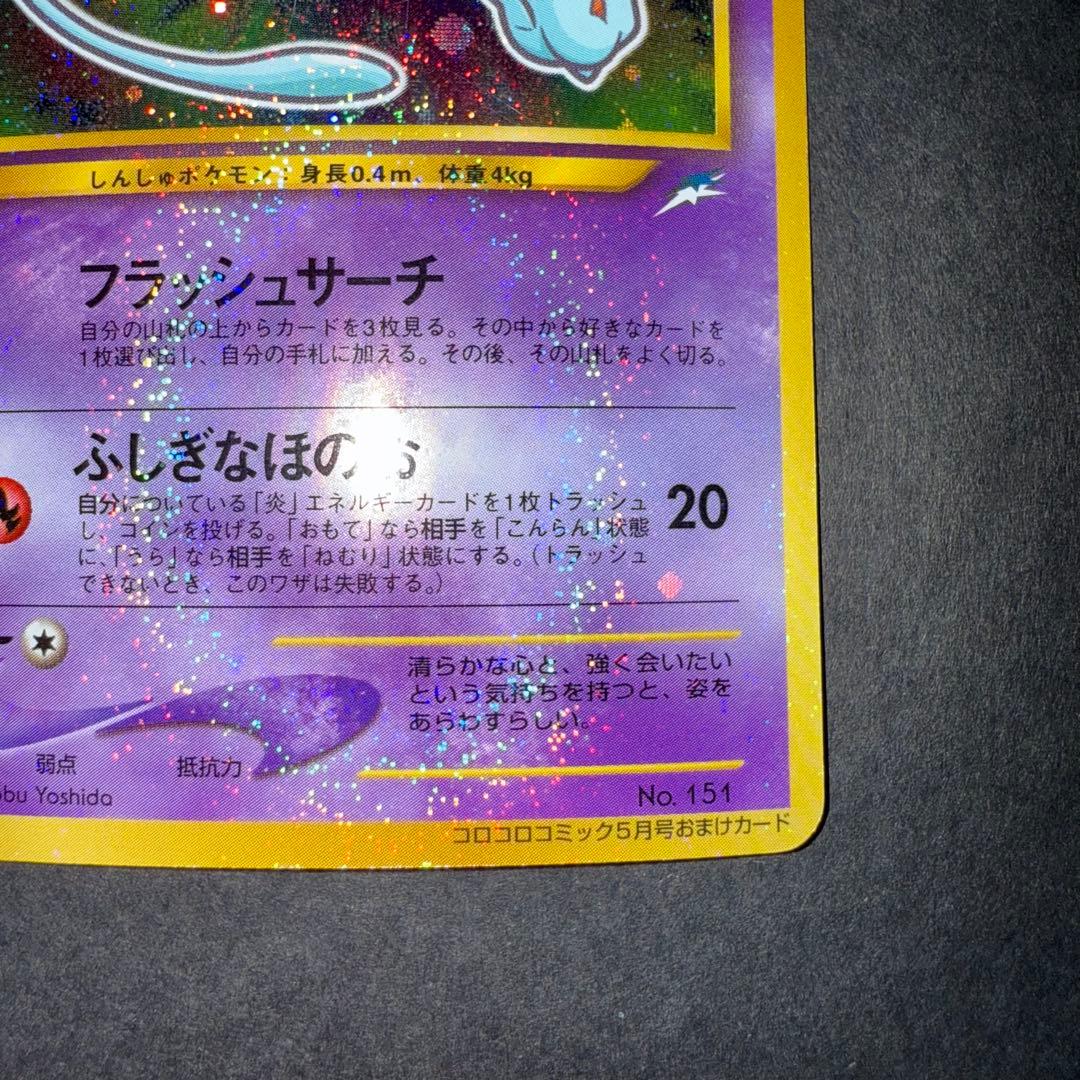 しんしゅポケモン：身長0.4m、体重4kg
フラッシュサーチ
自分の山札の上からカードを3枚見る。その中から好きなカードを
1枚選び出し、自分の手札に加える。その後、その山札をよく切る。
ふしぎなほの
自分についている「炎」エネルギーカードを1枚トラッシュ
し、コインを投げる。「おもて」なら相手を「こんらん」状態
に、「うら」なら相手を「ねむり」状態にする。（トラッシュ
できないとき、このワザは失敗する。）
20
清らかな心と、強く会いたい
という気持ちを持つと、姿を
あらわすらしい。
弱点
抵抗力
Yoshida
No. 151
コロコロコミック5月号おまけカード